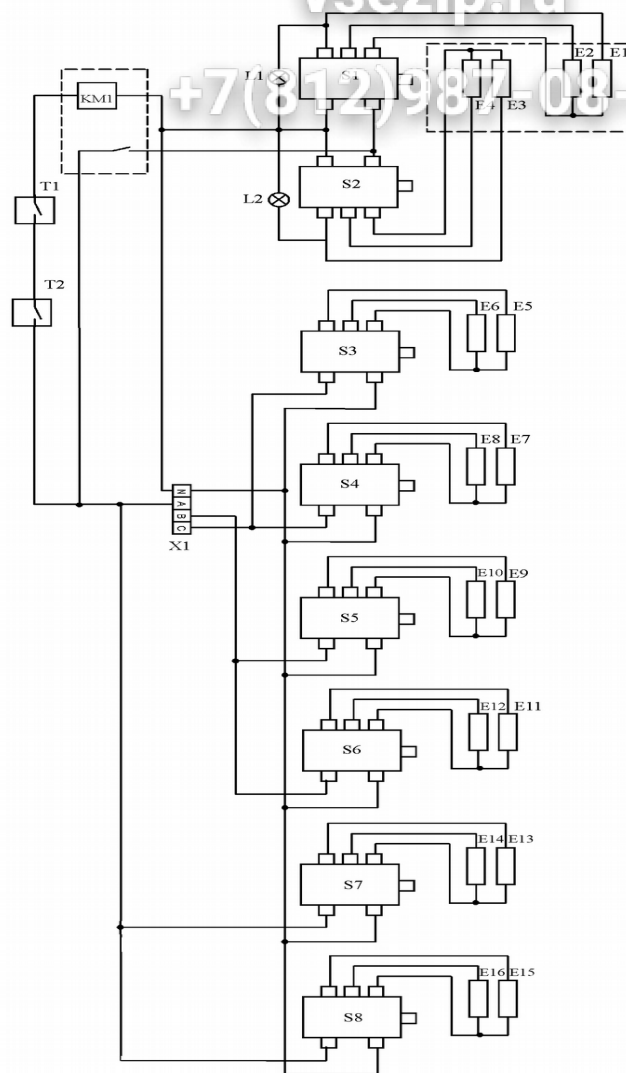 vsezip.ru
+7(812)987-08-
L1
S1
E2 E1
KM1
E4 E3
T1
S2
L2
T2
E6 E5
S3
E8 E7
S4
N
A
B
C
X1
E10 E9
S5
E12 E11
S6
E14 E13
S7
E16 E15
S8